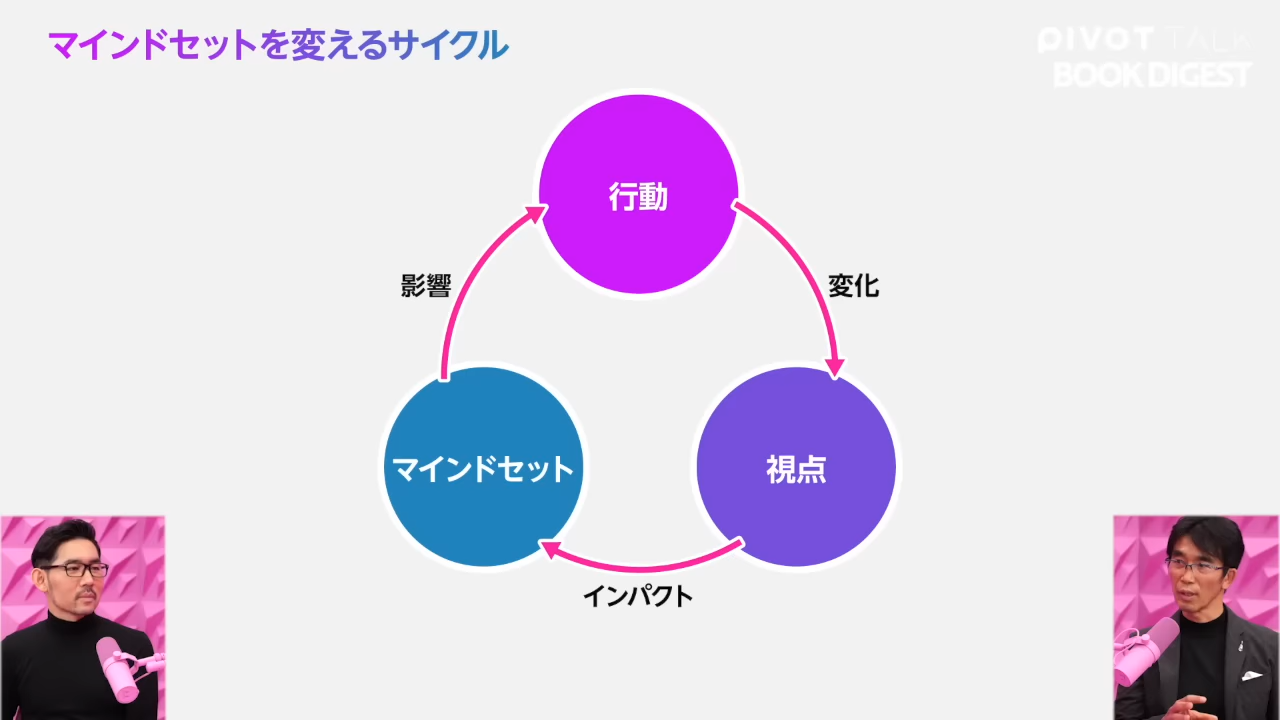 マインドセットを変えるサイクル
PIVOT TALK
BOOK DIGEST
行動
影響
変化
マインドセット
視点
インパクト